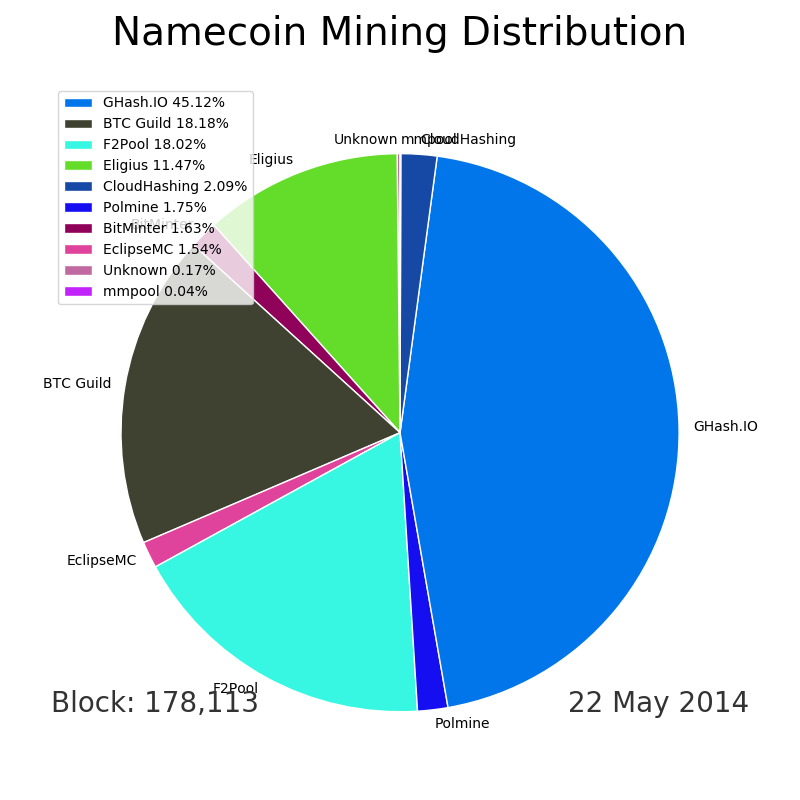 Namecoin Mining Distribution
GHash.IO 45.12%
BTC Guild 18.18%
F2Pool 18.02%
Eligius 11.47%
CloudHashing 2.09%
Polmine 1.75%
BitMinter 1.63%
EclipseMC 1.54%
Unknown 0.17%
mmpool 0.04%
Unknown
mmpool
CloudHashing
Eligius
BitMinter
BTC Guild
GHash.IO
EclipseMC
F2Pool
Polmine
Block: 178,113
22 May 2014